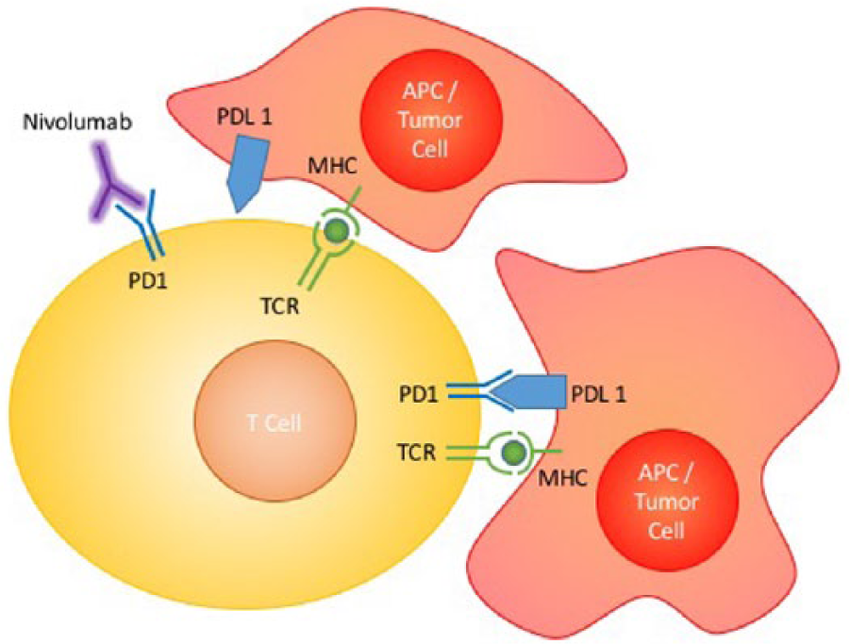 APC /
Tumor
Cell
PDL 1
Nivolumab
MHC
PD1
TCR
PD1
PDL 1
T Cell
TCR
MHC
APC /
Tumor
Cell